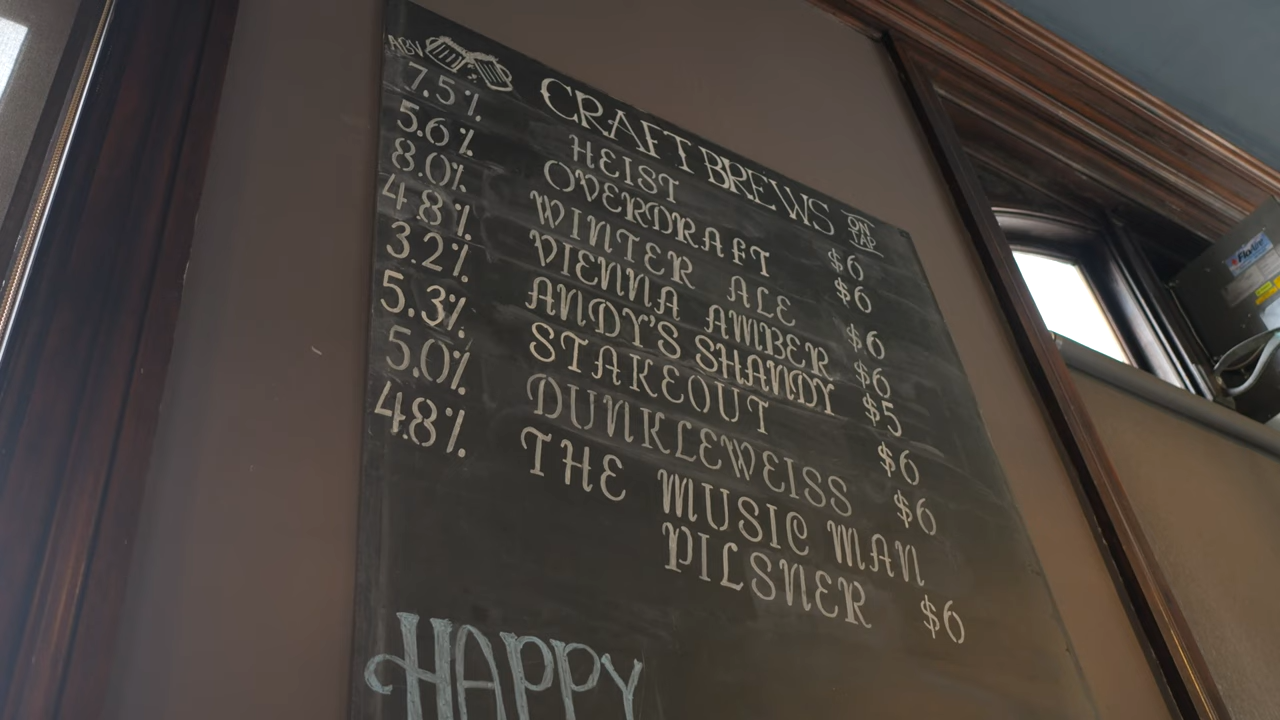 ABV CRAFT BREWS ON TAP
7.5% HEIST $6
5.6% OVERDRAFT $6
8.0% WINTER ALE $6
4.8% VIENNA AMBER $6
3.2% ANDY'S SHANDY $5
5.3% STAKEOUT $6
5.0% DUNKLEWEISS $6
4.8% THE MUSIC MAN
PILSNER $6
HAPPY